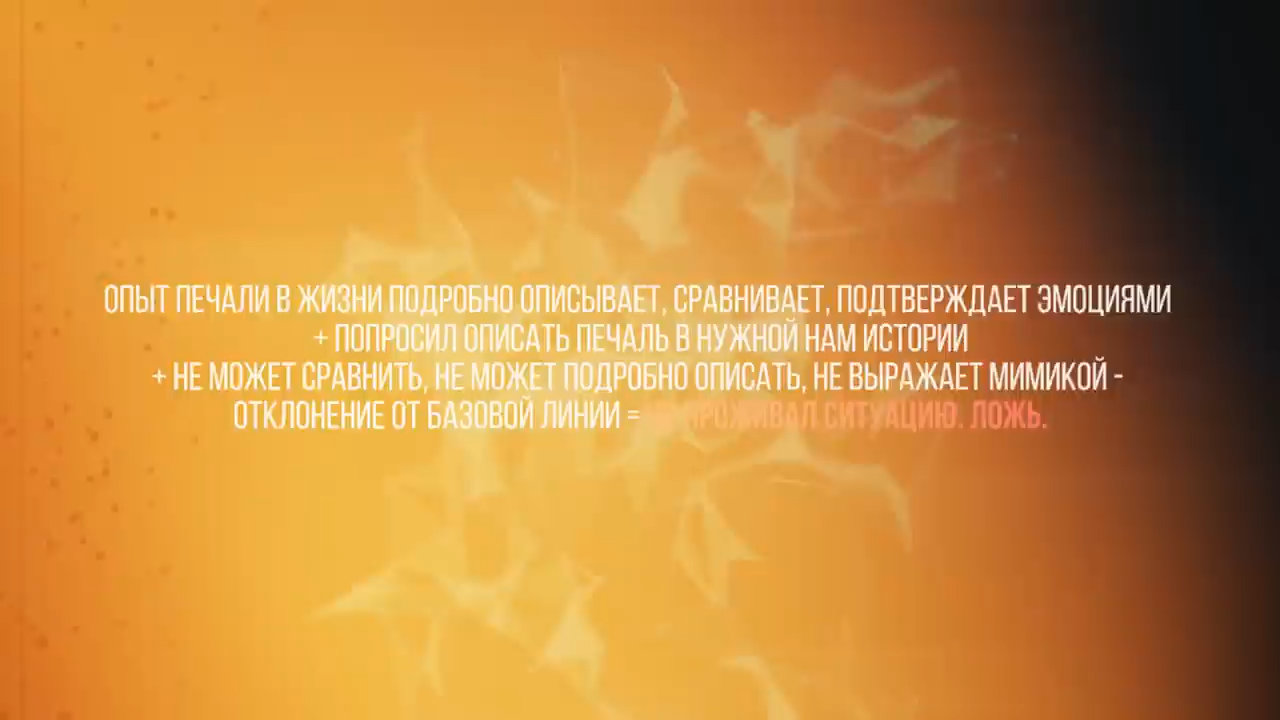 ОПЫТ ПЕЧАЛИ В ЖИЗНИ ПОДРОБНО ОПИСЫВАЕТ, СРАВНИВАЕТ, ПОДТВЕРЖДАЕТ ЭМОЦИЯМИ
+ ПОПРОСИЛ ОПИСАТЬ ПЕЧАЛЬ В НУЖНОЙ НАМ ИСТОРИИ
+ НЕ МОЖЕТ СРАВНИТЬ, НЕ МОЖЕТ ПОДРОБНО ОПИСАТЬ, НЕ ВЫРАЖАЕТ МИМИКОЙ -
ОТКЛОНЕНИЕ ОТ БАЗОВОЙ ЛИНИИ = ПРОЖИВАЛ СИТУАЦИЮ. ЛОЖЬ.